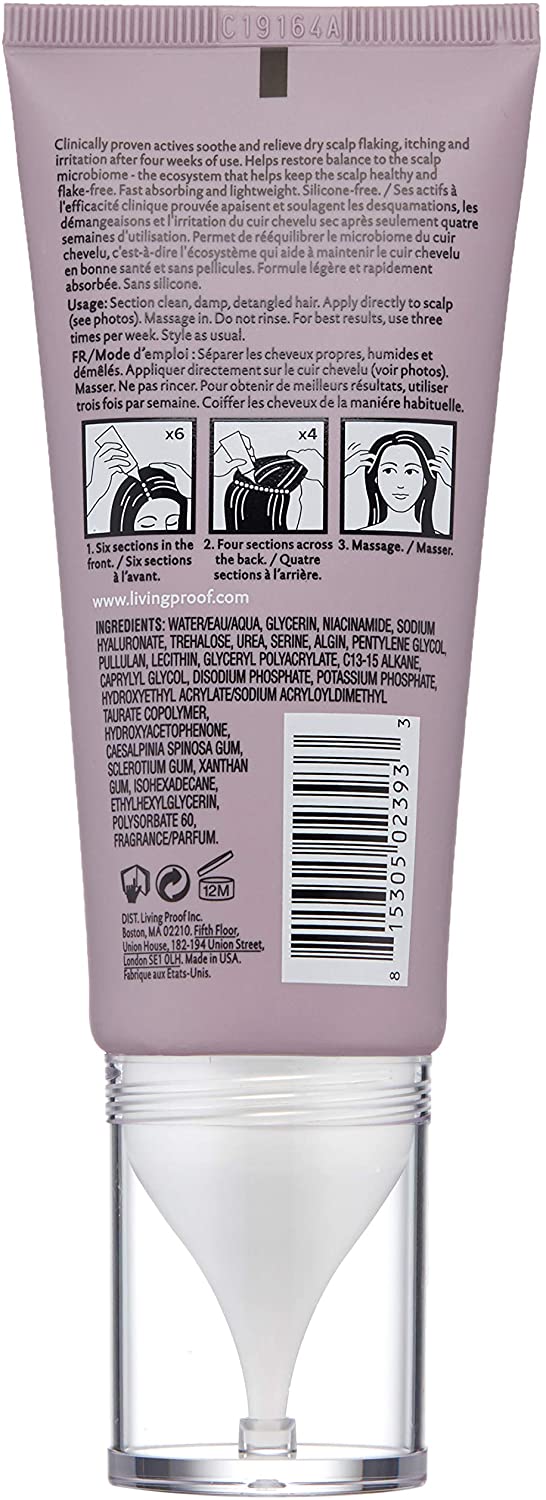 C19164A
Clinically proven actives soothe and relieve dry scalp flaking, itching and
irritation after four weeks of use. Helps restore balance to the scalp
microbiome - the ecosystem that helps keep the scalp healthy and
flake-free. Fast absorbing and lightweight. Silicone-free. / Ses actifs à
l'efficacité clinique prouvée apaisent et soulagent les desquamations, les
démangeaisons et l'irritation du cuir chevelu sec après seulement quatre
semaines d'utilisation. Permet de rééquilibrer le microbiome du cuir
chevelu, c'est-à-dire l'écosystème qui aide à maintenir le cuir chevelu
en bonne santé et sans pellicules. Formule légère et rapidement
absorbée. Sans silicone.
Usage: Section clean, damp, detangled hair. Apply directly to scalp
(see photos). Massage in. Do not rinse. For best results, use three
times per week. Style as usual.
FR/Mode d'emploi : Séparer les cheveux propres, humides et
démêlés. Appliquer directement sur le cuir chevelu (voir photos).
Masser. Ne pas rincer. Pour obtenir de meilleurs résultats, utiliser
trois fois par semaine. Coiffer les cheveux de la maniére habituelle.
x6
x4
1. Six sections in the
front. / Six sections
à l'avant.
2. Four sections across
the back. / Quatre
sections à l'arrière.
3. Massage. / Masser.
www.livingproof.com
INGREDIENTS: WATER/EAU/AQUA, GLYCERIN, NIACINAMIDE, SODIUM
HYALURONATE, TREHALOSE, UREA, SERINE, ALGIN, PENTYLENE GLYCOL,
PULLULAN, LECITHIN, GLYCERYL POLYACRYLATE, C13-15 ALKANE,
CAPRYLYL GLYCOL, DISODIUM PHOSPHATE, POTASSIUM PHOSPHATE,
HYDROXYETHYL ACRYLATE/SODIUM ACRYLOYLDIMETHYL
TAURATE COPOLYMER,
HYDROXYACETOPHENONE,
CAESALPINIA SPINOSA GUM,
SCLEROTIUM GUM, XANTHAN
GUM, ISOHEXADECANE,
ETHYLHEXYLGLYCERIN,
POLYSORBATE 60,
FRAGRANCE/PARFUM.
12M
DIST. Living Proof Inc.
Boston, MA 02210. Fifth Floor,
Union House, 182-194 Union Street,
London SE1 0LH. Made in USA.
Fabrique aux Etats-Unis.
8 15305 02393 3